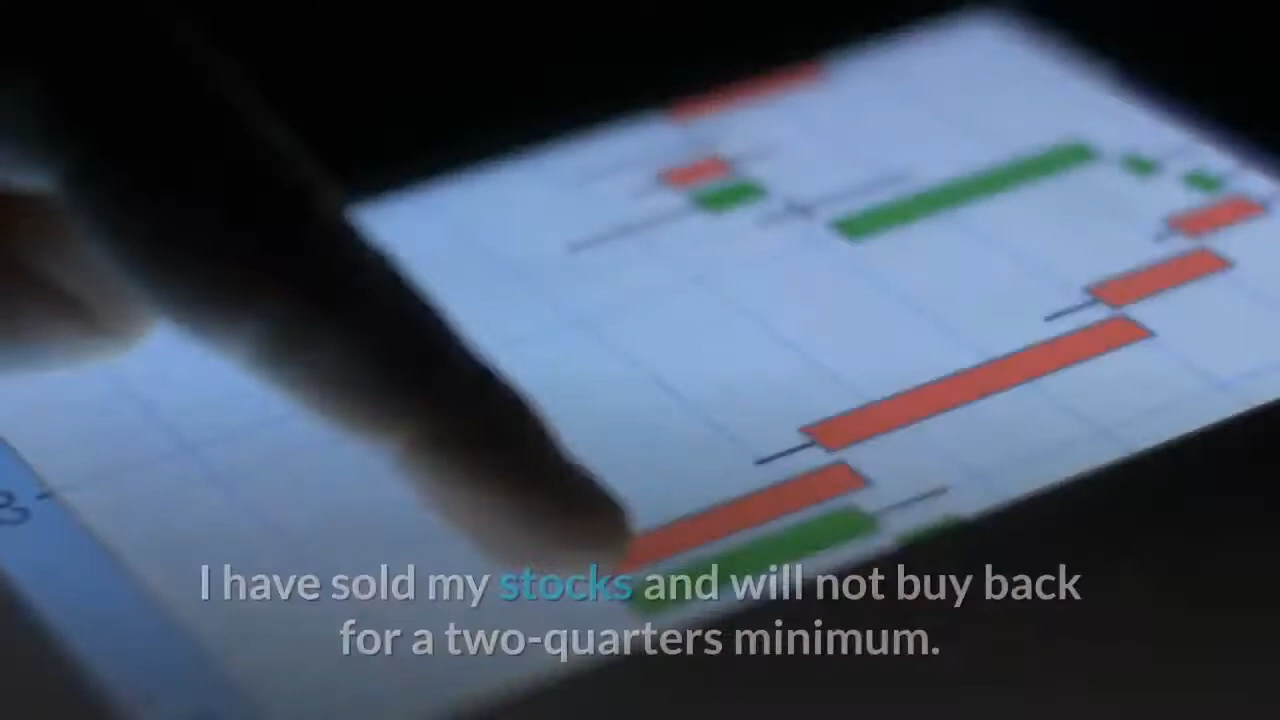 I have sold my stocks and will not buy back
for a two-quarters minimum.